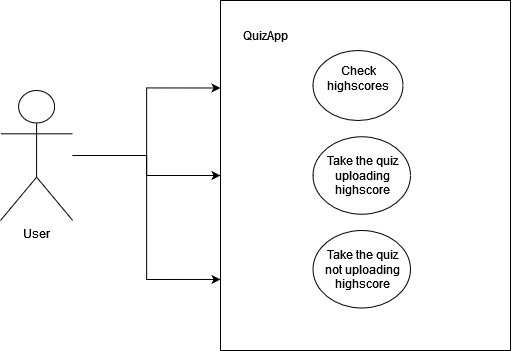 QuizApp
Check
highscores
Take the quiz
uploading
highscore
User
Take the quiz
not uploading
highscore